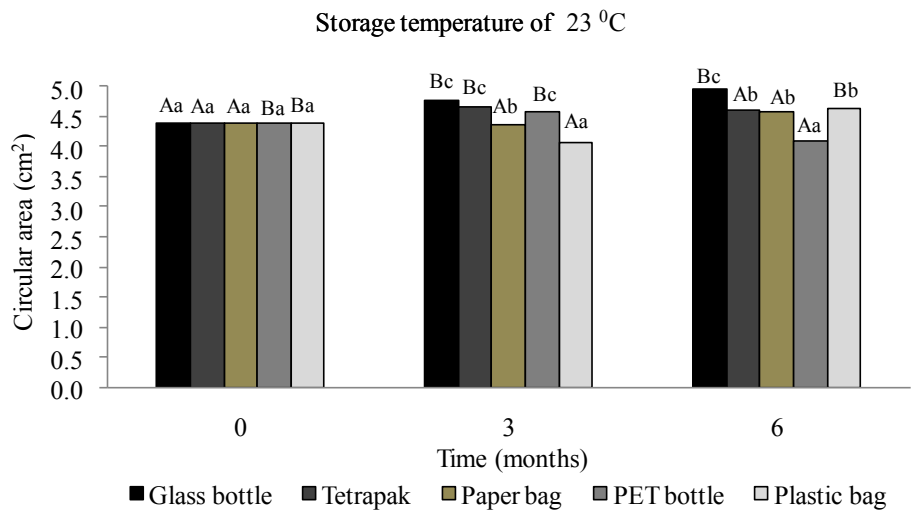 Storage temperature of 23 ⁰C
Circular area (cm²)
5.0
4.5
4.0
3.5
3.0
2.5
2.0
1.5
1.0
0.5
0.0
Aa Aa Aa Ba Ba
Bc Bc Ab Bc Aa
Bc Ab Ab Aa Bb
0 3 6
Time (months)
Glass bottle Tetrapak Paper bag PET bottle Plastic bag